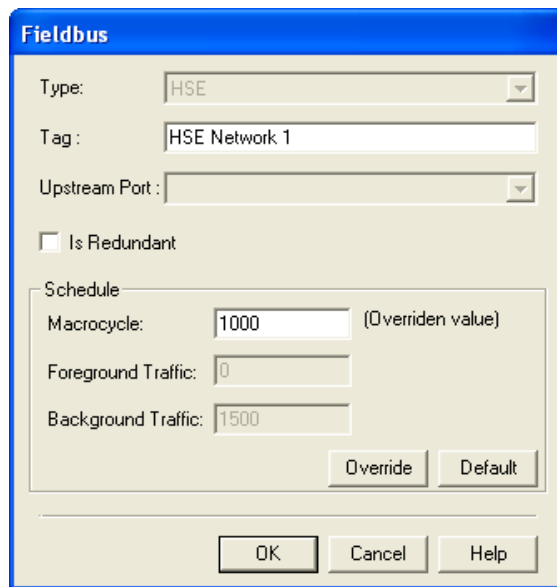 Fieldbus
Type: HSE
Tag : HSE Network 1
Upstream Port :
Is Redundant
Schedule
Macrocycle: 1000 (Overriden value)
Foreground Traffic: 0
Background Traffic: 1500
Override Default
OK Cancel Help